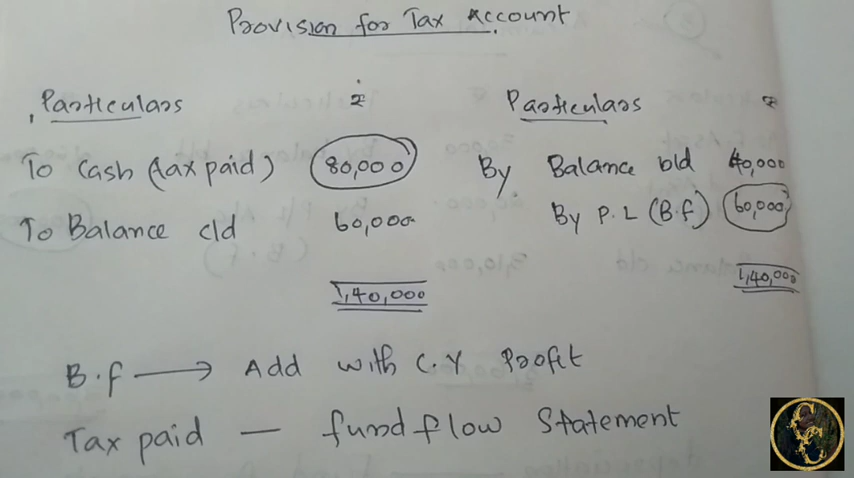 Provision for Tax Account
Particulars ₹ Particulars ₹
To Cash (tax paid) 80,000 By Balance b/d 40,000
To Balance c/d 60,000 By P.L (B.f) 60,000
1,40,000 1,40,000
B.f → Add with C.Y Profit
Tax paid — fund flow Statement